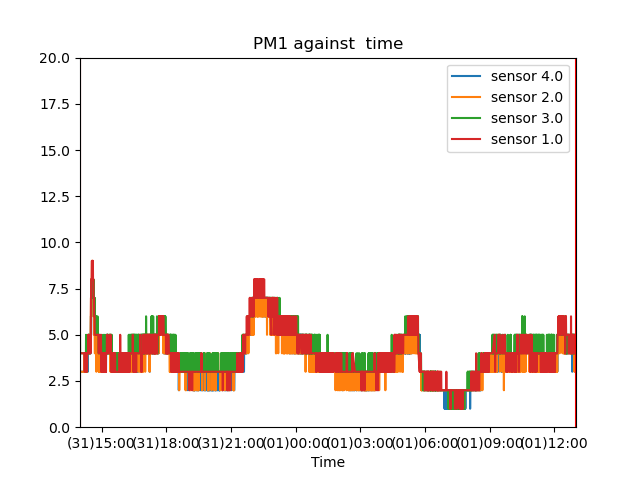 PM1 against  time
20.0
17.5
15.0
12.5
10.0
7.5
5.0
2.5
0.0
sensor 4.0
sensor 2.0
sensor 3.0
sensor 1.0
(31)15:00 (31)18:00 (31)21:00 (01)00:00 (01)03:00 (01)06:00 (01)09:00 (01)12:00
Time